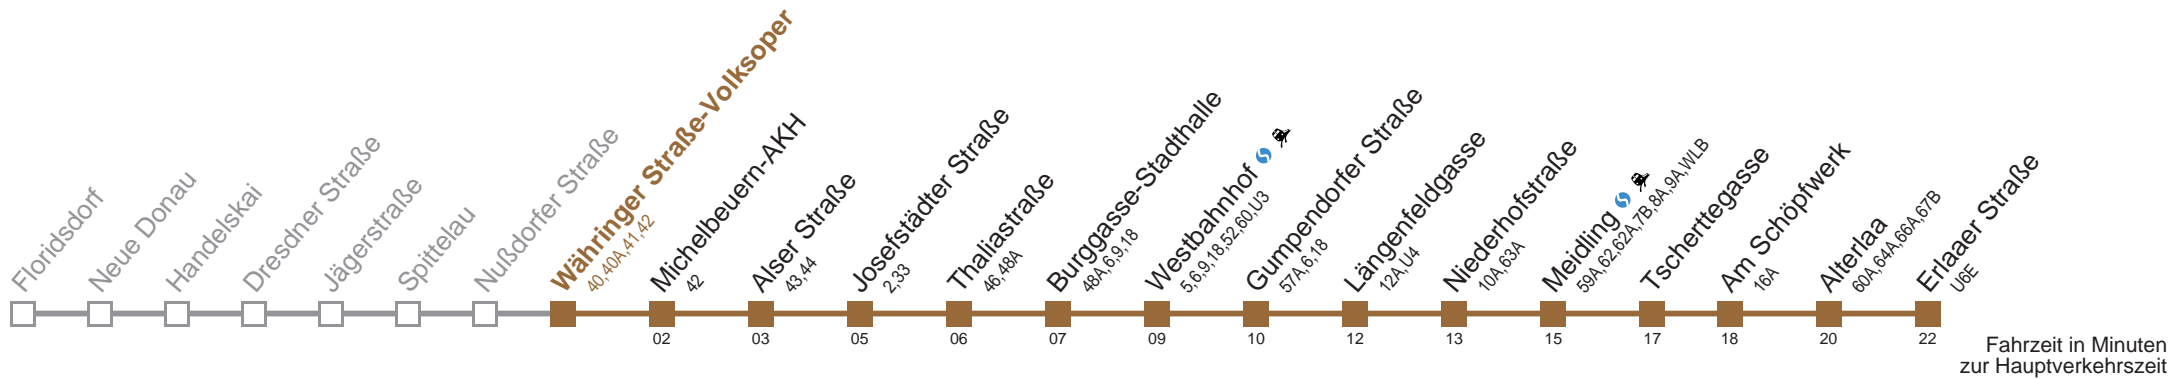 Floridsdorf
Neue Donau
Handelskai
Dresdner Straße
Jägerstraße
Spittelau
Nußdorfer Straße
Währinger Straße-Volksoper
40,40A,41,42
Michelbeuern-AKH
42
02
Alser Straße
43,44
03
Josefstädter Straße
2,33
05
Thaliastraße
46,48A
06
Burggasse-Stadthalle
48A,6,9,18
07
Westbahnhof
5,6,9,18,52,60,U3
09
Gumpendorfer Straße
57A,6,18
10
Längenfeldgasse
12A,U4
12
Niederhofstraße
10A,63A
13
Meidling
59A,62,62A,7B,8A,9A,WLB
15
Tscherttegasse
17
Am Schöpfwerk
16A
18
Alterlaa
60A,64A,66A,67B
20
Erlaaer Straße
U6E
22
Fahrzeit in Minuten
zur Hauptverkehrszeit